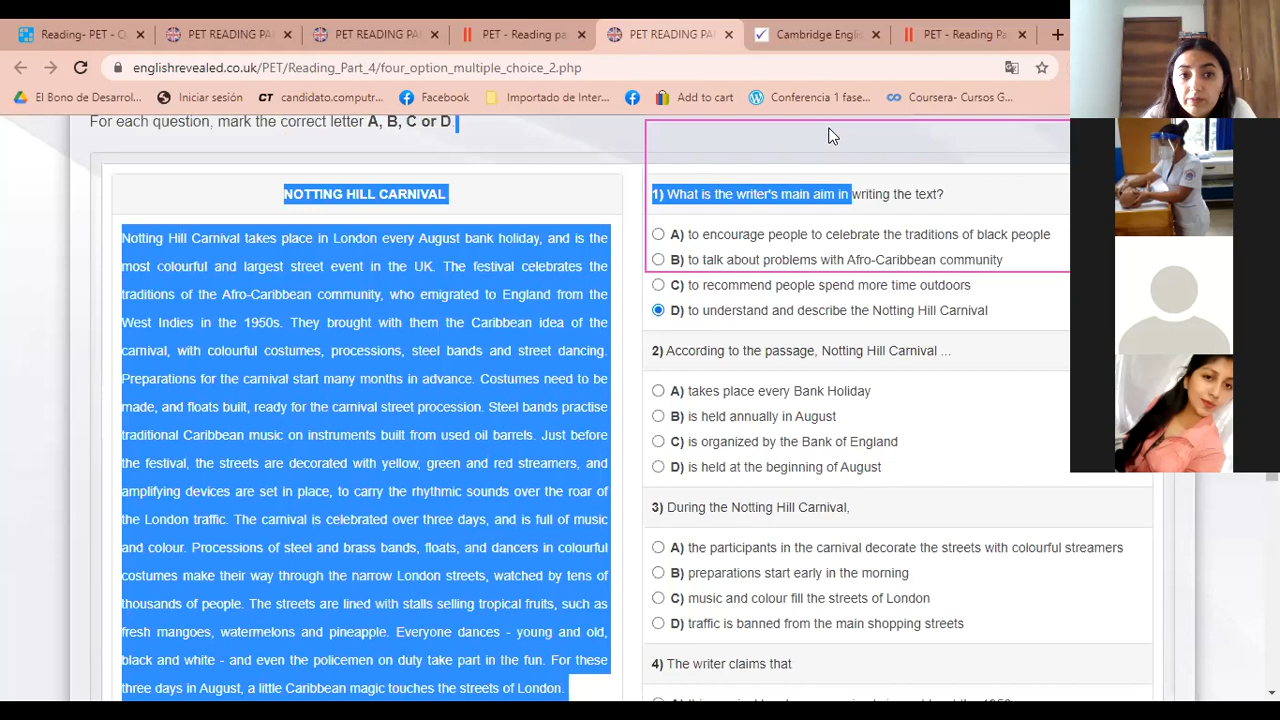 Reading- PET - C
PET READING PA
PET READING PA
PET - Reading pa
PET READING PA
Cambridge Engli
PET - Reading Pa
englishrevealed.co.uk/PET/Reading_Part_4/four_option_multiple_choice_2.php
El Bono de Desarrol...
Iniciar sesión
CT candidato.computr...
Facebook
Importado de Inter...
Add to cart
Conferencia 1 fase...
Coursera- Cursos G...
For each question, mark the correct letter A, B, C or D.
NOTTING HILL CARNIVAL
Notting Hill Carnival takes place in London every August bank holiday, and is the
most colourful and largest street event in the UK. The festival celebrates the
traditions of the Afro-Caribbean community, who emigrated to England from the
West Indies in the 1950s. They brought with them the Caribbean idea of the
carnival, with colourful costumes, processions, steel bands and street dancing.
Preparations for the carnival start many months in advance. Costumes need to be
made, and floats built, ready for the carnival street procession. Steel bands practise
traditional Caribbean music on instruments built from used oil barrels. Just before
the festival, the streets are decorated with yellow, green and red streamers, and
amplifying devices are set in place, to carry the rhythmic sounds over the roar of
the London traffic. The carnival is celebrated over three days, and is full of music
and colour. Processions of steel and brass bands, floats, and dancers in colourful
costumes make their way through the narrow London streets, watched by tens of
thousands of people. The streets are lined with stalls selling tropical fruits, such as
fresh mangoes, watermelons and pineapple. Everyone dances - young and old,
black and white - and even the policemen on duty take part in the fun. For these
three days in August, a little Caribbean magic touches the streets of London.
1) What is the writer's main aim in writing the text?
A) to encourage people to celebrate the traditions of black people
B) to talk about problems with Afro-Caribbean community
C) to recommend people spend more time outdoors
D) to understand and describe the Notting Hill Carnival
2) According to the passage, Notting Hill Carnival ...
A) takes place every Bank Holiday
B) is held annually in August
C) is organized by the Bank of England
D) is held at the beginning of August
3) During the Notting Hill Carnival,
A) the participants in the carnival decorate the streets with colourful streamers
B) preparations start early in the morning
C) music and colour fill the streets of London
D) traffic is banned from the main shopping streets
4) The writer claims that